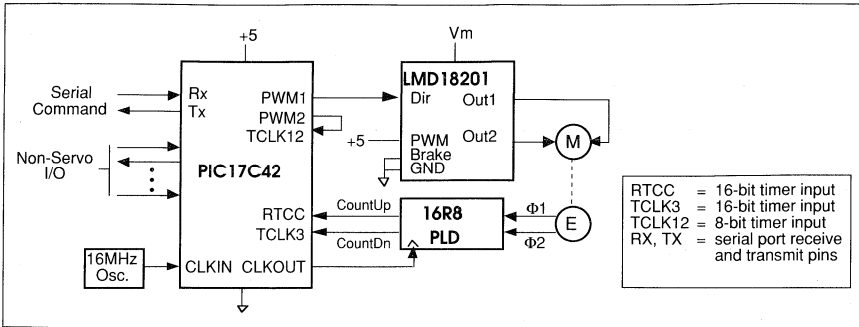 +5
Vm
Serial
Command
Rx
Tx
PWM1
PWM2
TCLK12
LMD18201
Dir
Out1
+5
PWM
Out2
Brake
GND
M
Non-Servo
I/O
PIC17C42
RTCC
TCLK3
CountUp
CountDn
16R8
PLD
Φ1
Φ2
E
16MHz
Osc.
CLKIN
CLKOUT
RTCC = 16-bit timer input
TCLK3 = 16-bit timer input
TCLK12 = 8-bit timer input
RX, TX = serial port receive
and transmit pins